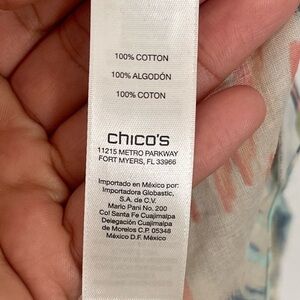 100% COTTON
100% ALGODÓN
100% COTON
chico's
11215 METRO PARKWAY
FORT MYERS, FL 33966
Importado en México por:
Importadora Globastic,
S.A. de C.V.
Mario Pani No. 200
Col Santa Fe Cuajimalpa
Delegación Cuajimalpa
de Morelos C.P. 05348
México D.F. México